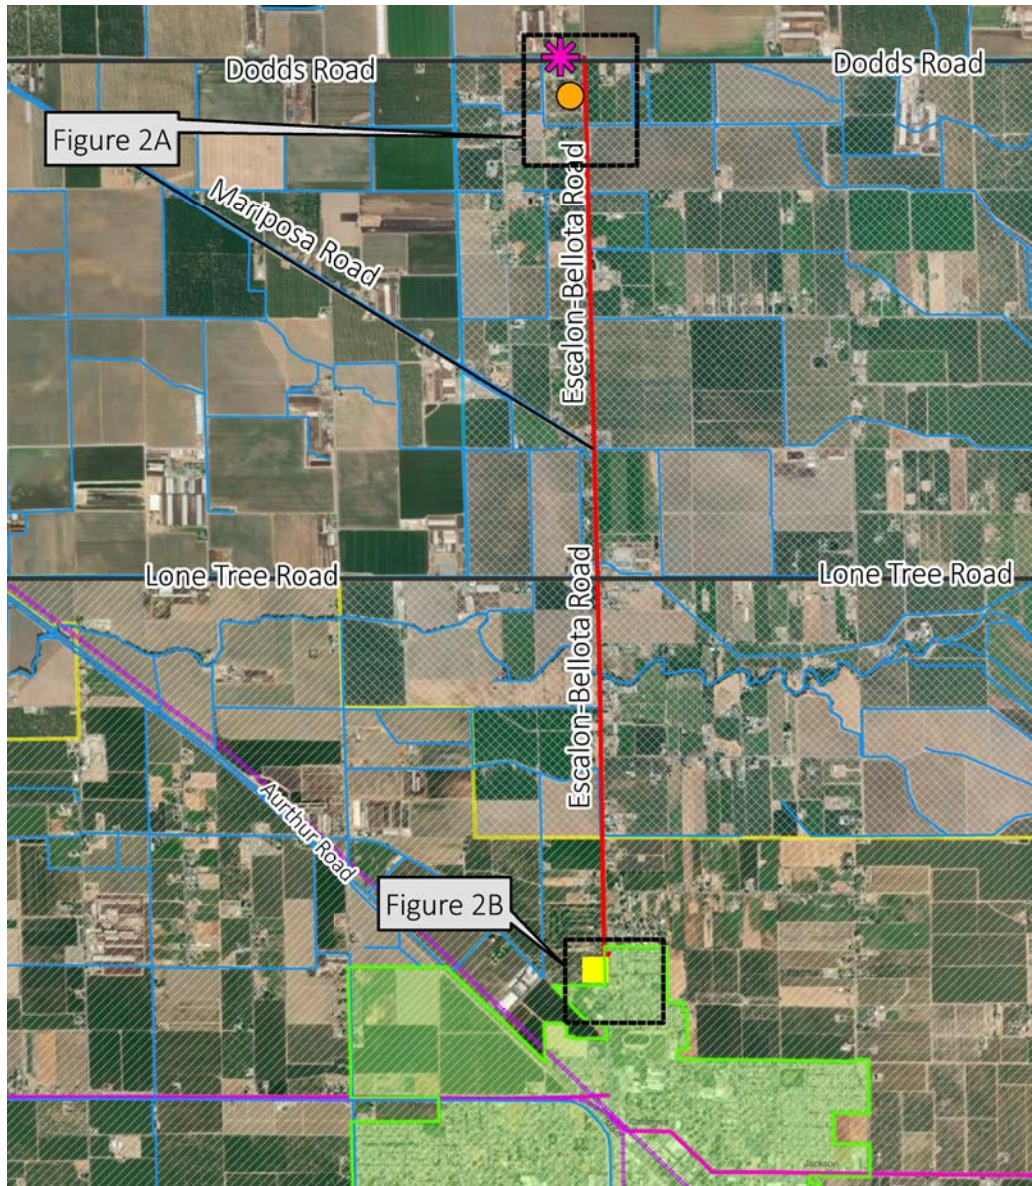 Dodds Road
Dodds Road
Figure 2A
Mariposa Road
Escalon-Bellota Road
Lone Tree Road
Lone Tree Road
Escalon-Bellota Road
Aurthur Road
Figure 2B
Jackson